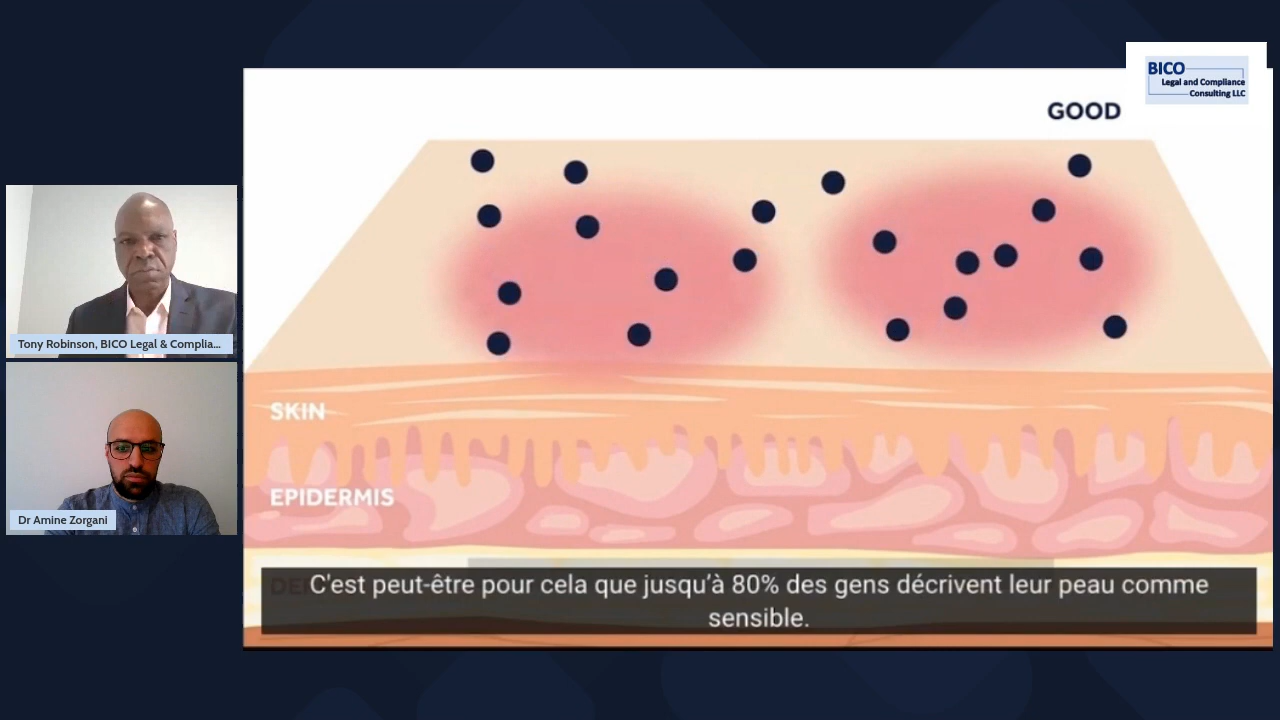 BICO
Legal and Compliance
Consulting LLC
GOOD
Tony Robinson, BICO Legal & Complia...
Dr Amine Zorgani
SKIN
EPIDERMIS
C'est peut-être pour cela que jusqu’à 80% des gens décrivent leur peau comme
sensible.